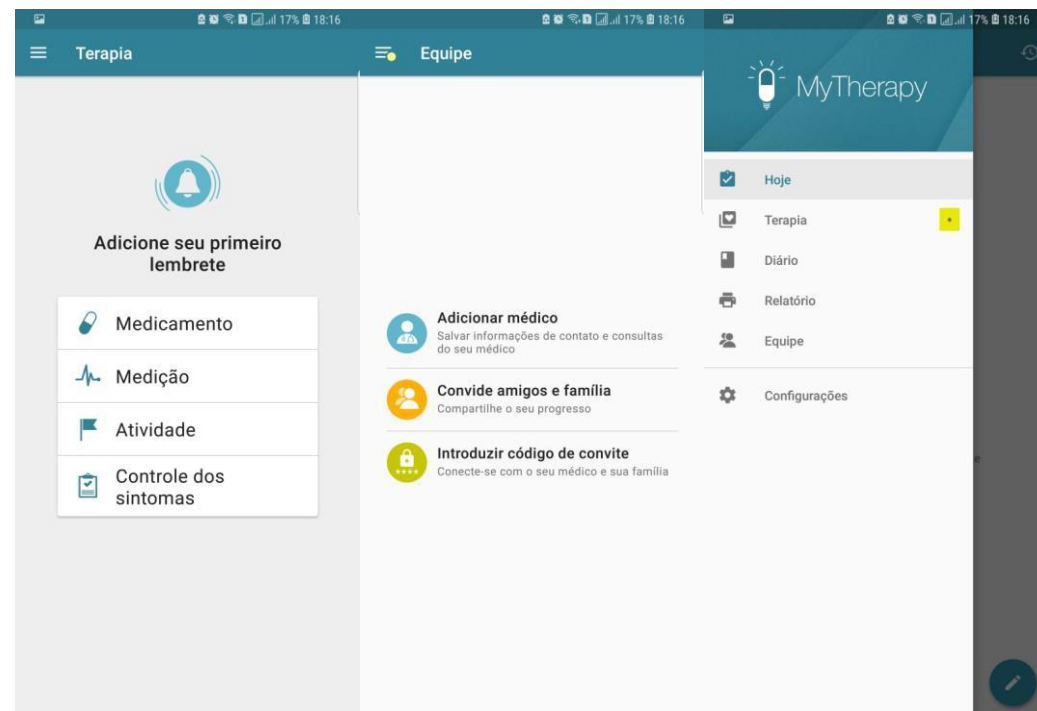 17% 18:16
Terapia
Adicione seu primeiro
lembrete
Medicamento
Medição
Atividade
Controle dos
sintomas
17% 18:16
Equipe
Adicionar médico
Salvar informações de contato e consultas
do seu médico
Convide amigos e família
Compartilhe o seu progresso
Introduzir código de convite
Conecte-se com o seu médico e sua família
17% 18:16
MyTherapy
Hoje
Terapia
Diário
Relatório
Equipe
Configurações
e